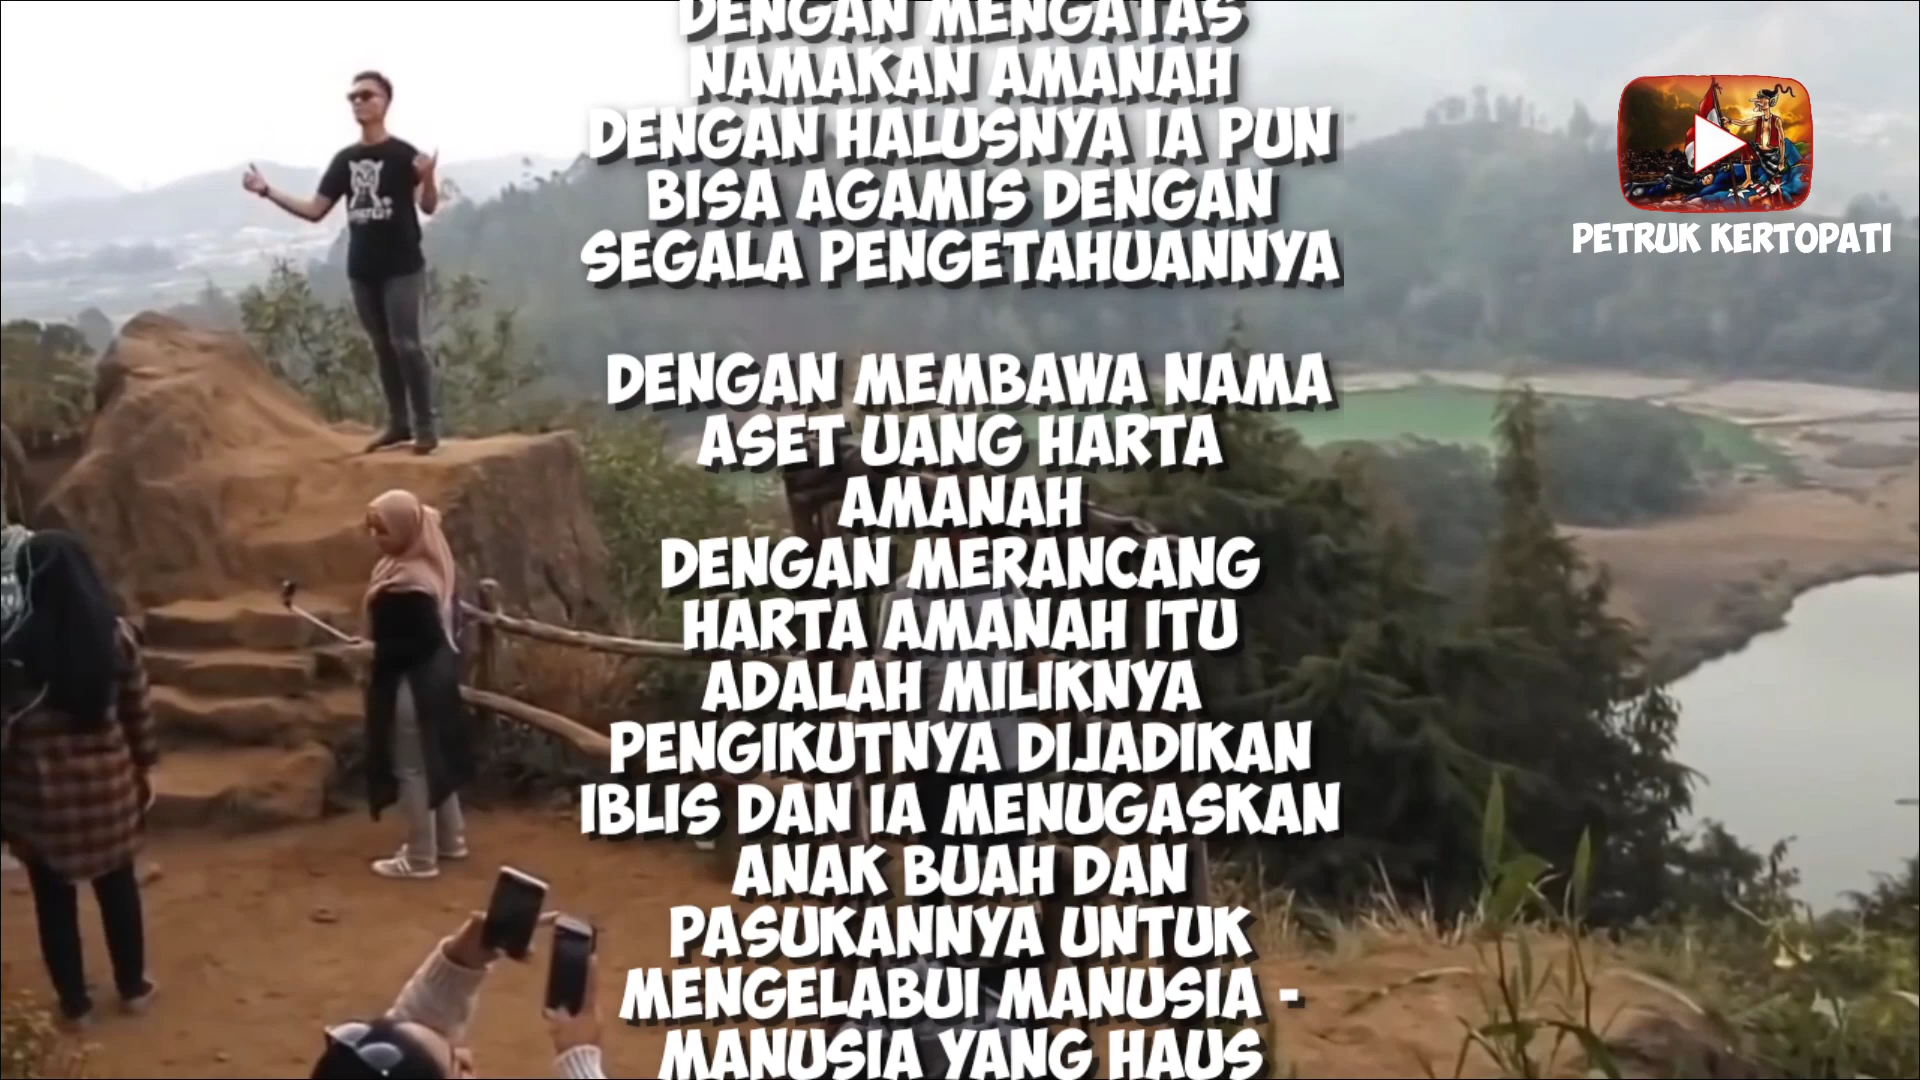 DENGAN MENGATAS
NAMAKAN AMANAH
DENGAN HALUSNYA IA PUN
BISA AGAMIS DENGAN
SEGALA PENGETAHUANNYA
DENGAN MEMBAWA NAMA
ASET UANG HARTA
AMANAH
DENGAN MERANCANG
HARTA AMANAH ITU
ADALAH MILIKNYA
PENGIKUTNYA DIJADIKAN
IBLIS DAN IA MENUGASKAN
ANAK BUAH DAN
PASUKANNYA UNTUK
MENGELABUI MANUSIA -
MANUSIA YANG HAUS
PETRUK KERTOPATI